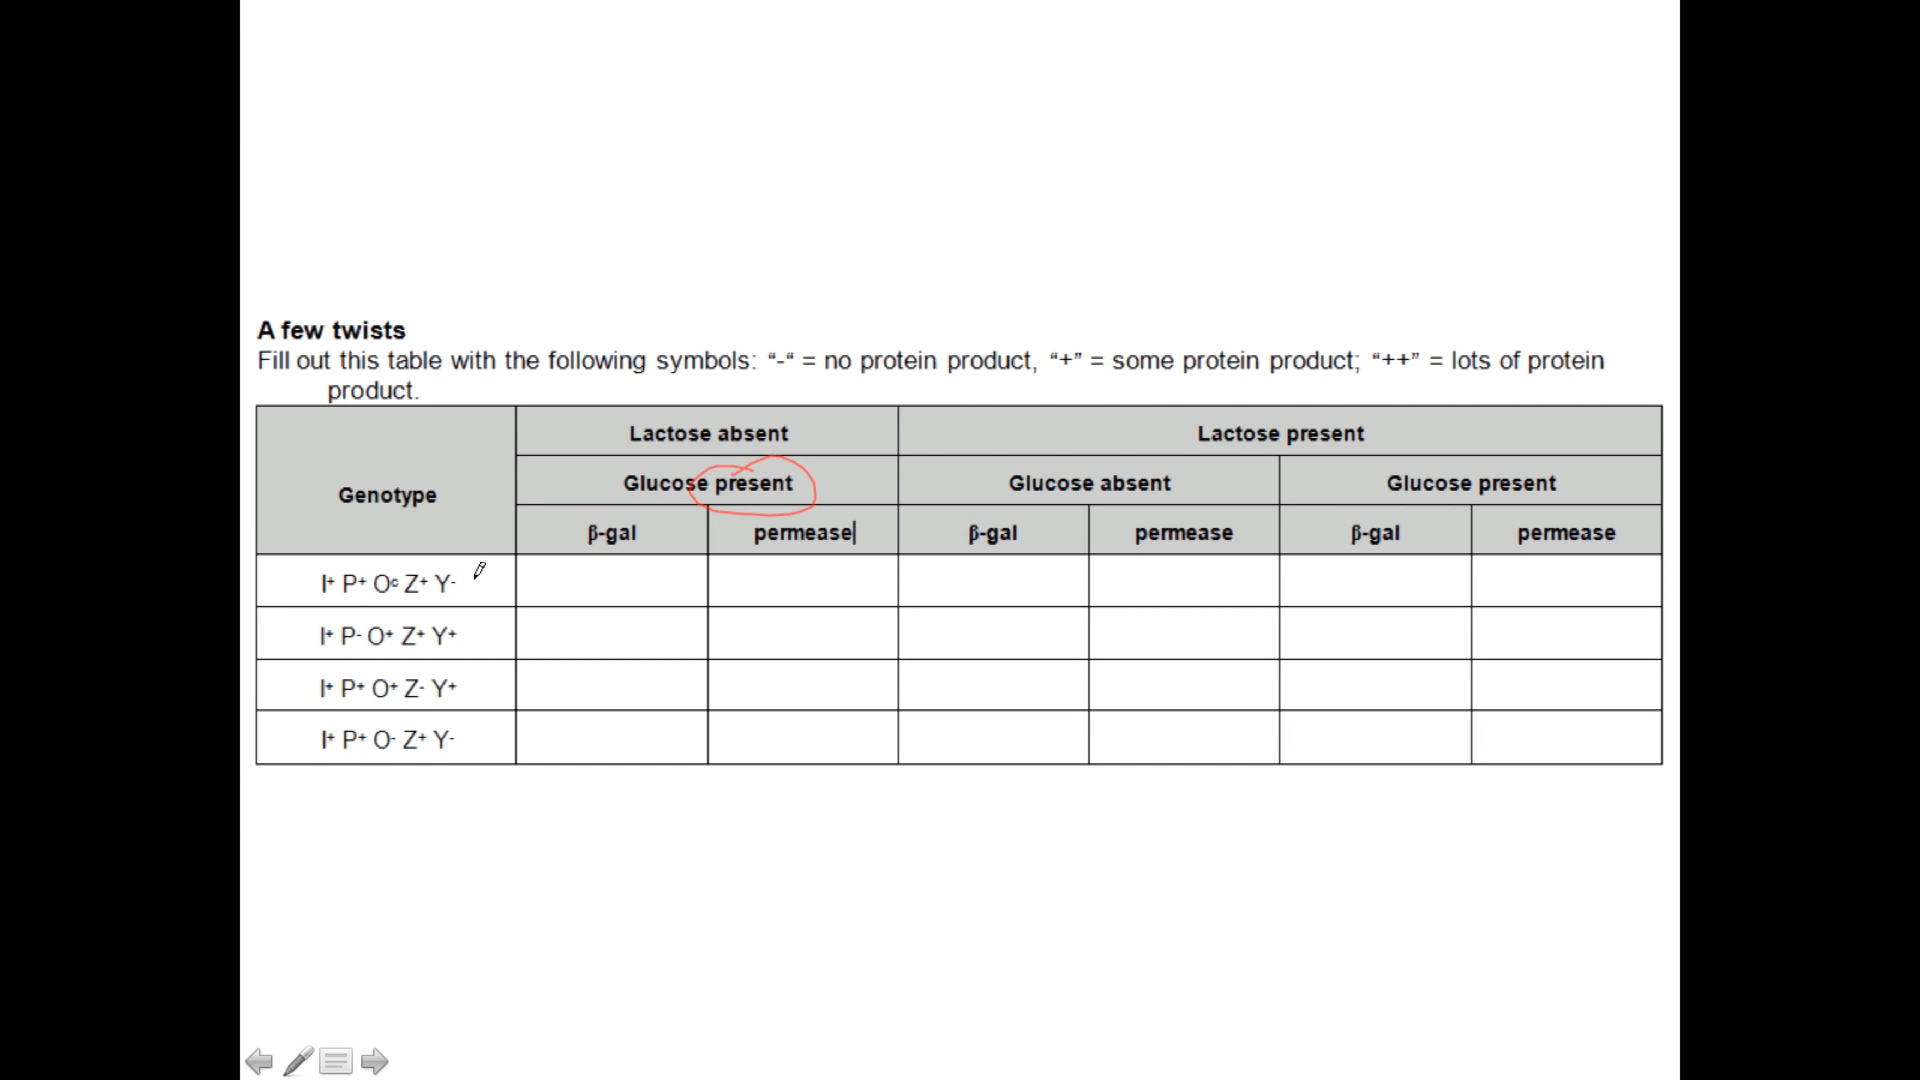 A few twists
Fill out this table with the following symbols: “-“ = no protein product, “+” = some protein product; “++” = lots of protein
product.
Genotype
Lactose absent
Lactose present
Glucose present
Glucose absent
Glucose present
β-gal
permease
β-gal
permease
β-gal
permease
I⁺ P⁺ Oᶜ Z⁺ Y⁻
I⁺ P⁻ O⁺ Z⁺ Y⁺
I⁺ P⁺ O⁺ Z⁻ Y⁺
I⁺ P⁺ O⁻ Z⁺ Y⁻